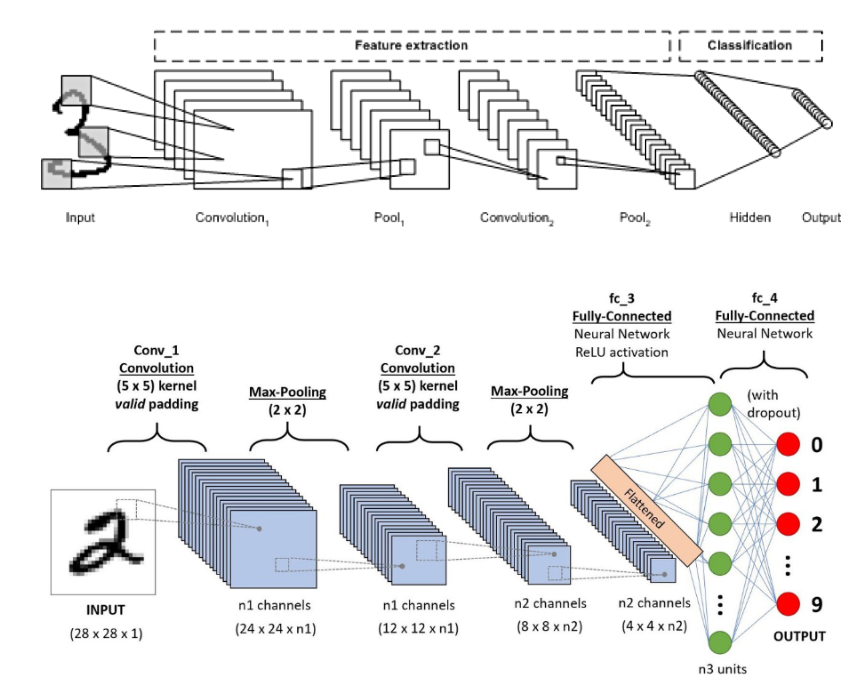 Feature extraction
Classification
Input
Convolution1
Pool1
Convolution2
Pool2
Hidden
Output
Conv_1
Convolution
(5 x 5) kernel
valid padding
Max-Pooling
(2 x 2)
Conv_2
Convolution
(5 x 5) kernel
valid padding
Max-Pooling
(2 x 2)
fc_3
Fully-Connected
Neural Network
ReLU activation
fc_4
Fully-Connected
Neural Network
(with
dropout)
Flattened
0
1
2
9
2
INPUT
(28 x 28 x 1)
n1 channels
(24 x 24 x n1)
n1 channels
(12 x 12 x n1)
n2 channels
(8 x 8 x n2)
n2 channels
(4 x 4 x n2)
OUTPUT
n3 units